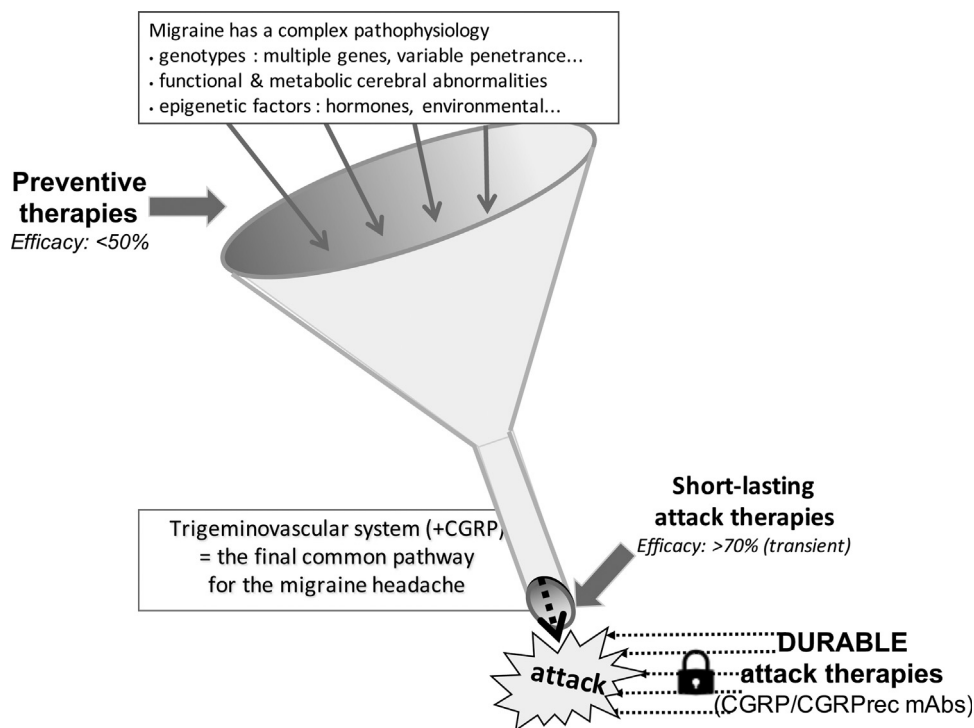 Migraine has a complex pathophysiology
• genotypes : multiple genes, variable penetrance...
• functional & metabolic cerebral abnormalities
• epigenetic factors : hormones, environmental...
Preventive
therapies
Efficacy: <50%
Short-lasting
attack therapies
Efficacy: >70% (transient)
Trigeminovascular system (+CGRP)
= the final common pathway
for the migraine headache
attack
DURABLE
attack therapies
(CGRP/CGRPrec mAbs)